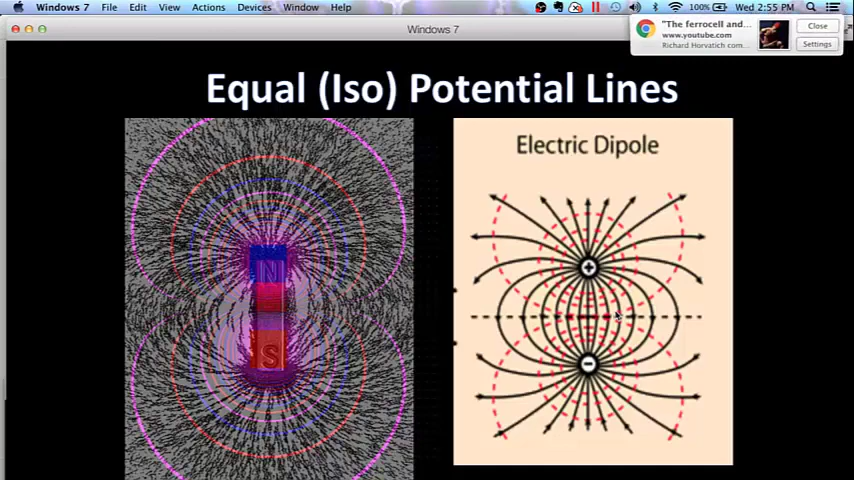 Windows 7 File Edit View Actions Devices Window Help 100% Wed 2:55 PM
Windows 7
"The ferrocell and...
www.youtube.com
Richard Horvatich com...
Close
Settings
Equal (Iso) Potential Lines
Electric Dipole
N
S
+
−